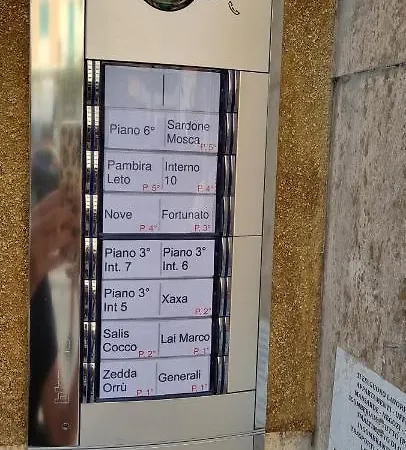 Piano 6°
Sardone
Mosca P. 5°
Pambira
Leto P. 5°
Interno
10 P. 4°
Nove P. 4°
Fortunato P. 3°
Piano 3°
Int. 7
Piano 3°
Int. 6
Piano 3°
Int 5
Xaxa P. 2°
Salis
Cocco P. 2°
Lai Marco P. 1°
Zedda
Orrù P. 1°
Generali P. 1°